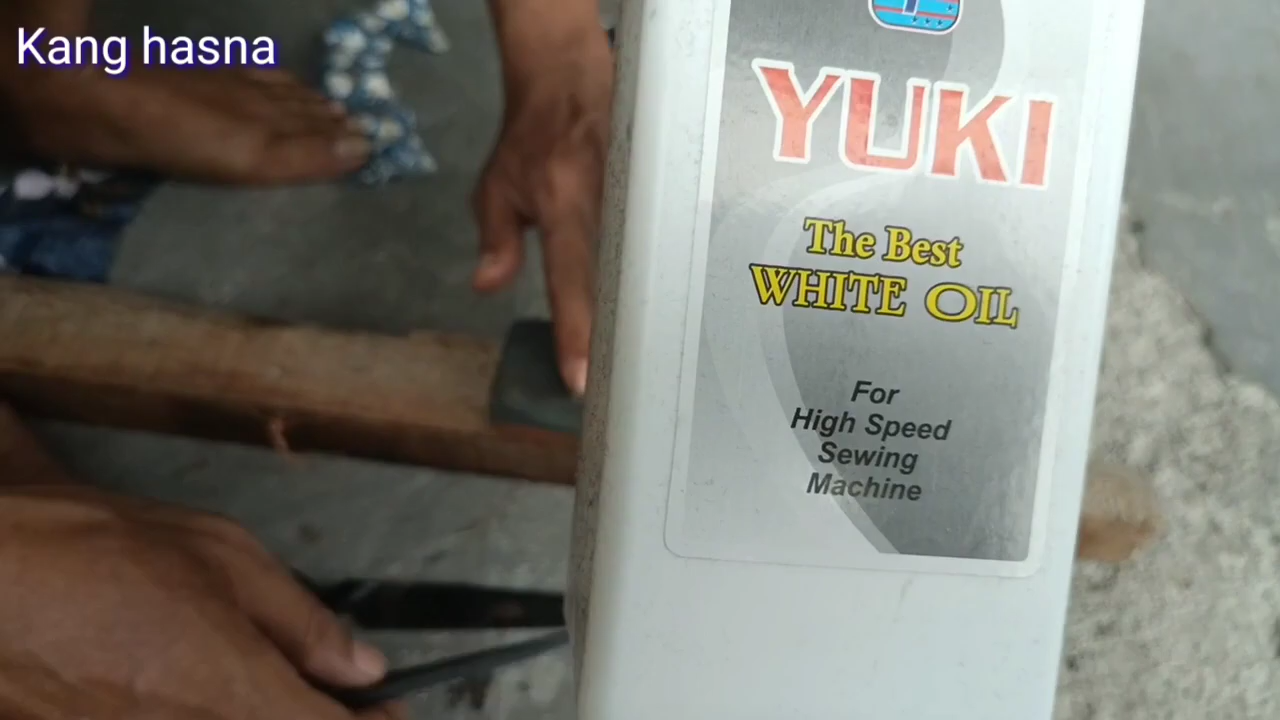 Kang hasna
YUKI
The Best
WHITE OIL
For
High Speed
Sewing
Machine